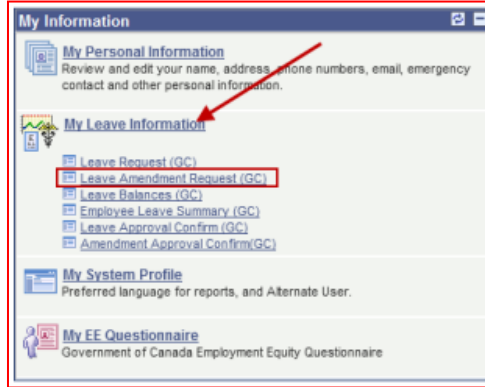 My Information
My Personal Information
Review and edit your name, address, phone numbers, email, emergency
contact and other personal information.
My Leave Information
Leave Request (GC)
Leave Amendment Request (GC)
Leave Balances (GC)
Employee Leave Summary (GC)
Leave Approval Confirm (GC)
Amendment Approval Confirm(GC)
My System Profile
Preferred language for reports, and Alternate User.
My EE Questionnaire
Government of Canada Employment Equity Questionnaire